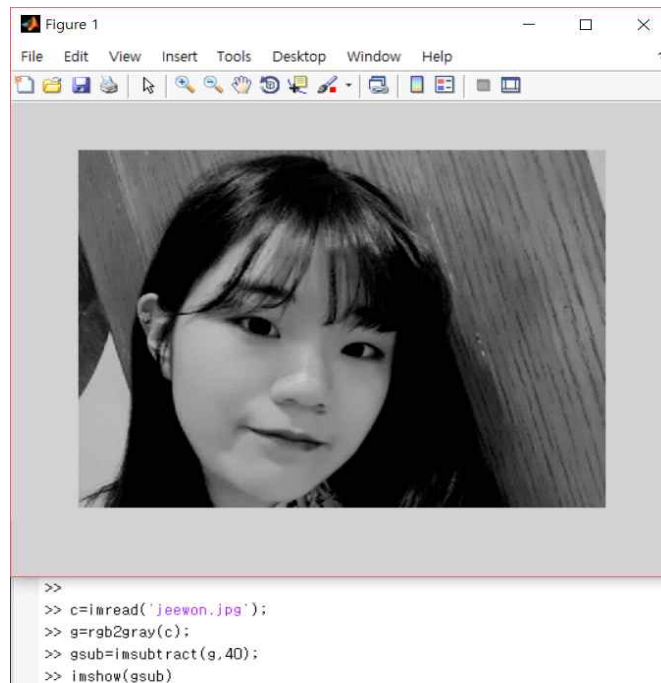 Figure 1
File Edit View Insert Tools Desktop Window Help
>>
>> c=imread('jeewon.jpg');
>> g=rgb2gray(c);
>> gsub=imsubtract(g,40);
>> imshow(gsub)